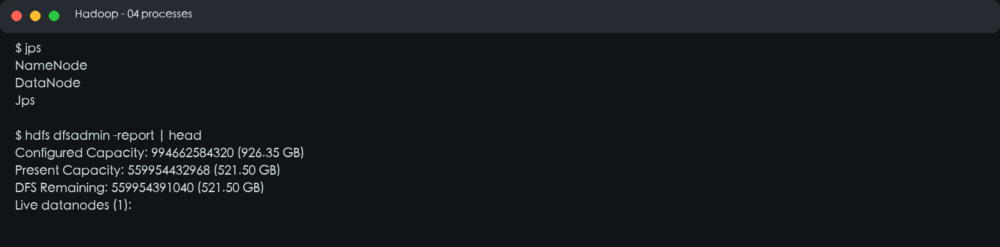 Hadoop - 04 processes
$ jps
NameNode
DataNode
Jps
$ hdfs dfsadmin -report | head
Configured Capacity: 994662584320 (926.35 GB)
Present Capacity: 559954432968 (521.50 GB)
DFS Remaining: 559954391040 (521.50 GB)
Live datanodes (1):